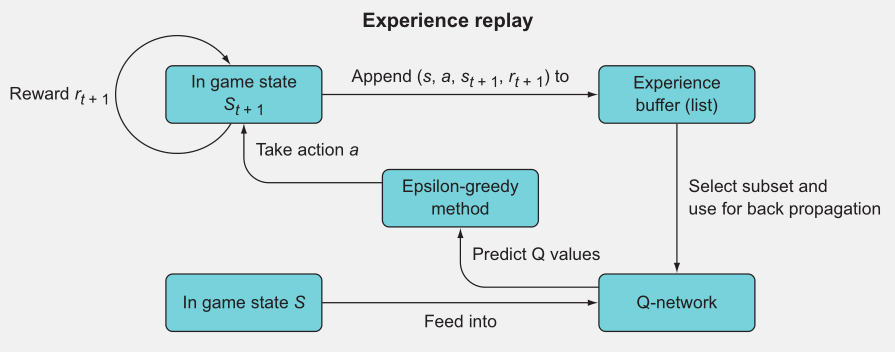 Experience replay
In game state
S_{t + 1}
Reward r_{t + 1}
Append (s, a, s_{t + 1}, r_{t + 1}) to
Experience
buffer (list)
Take action a
Epsilon-greedy
method
Select subset and
use for back propagation
Predict Q values
In game state S
Feed into
Q-network